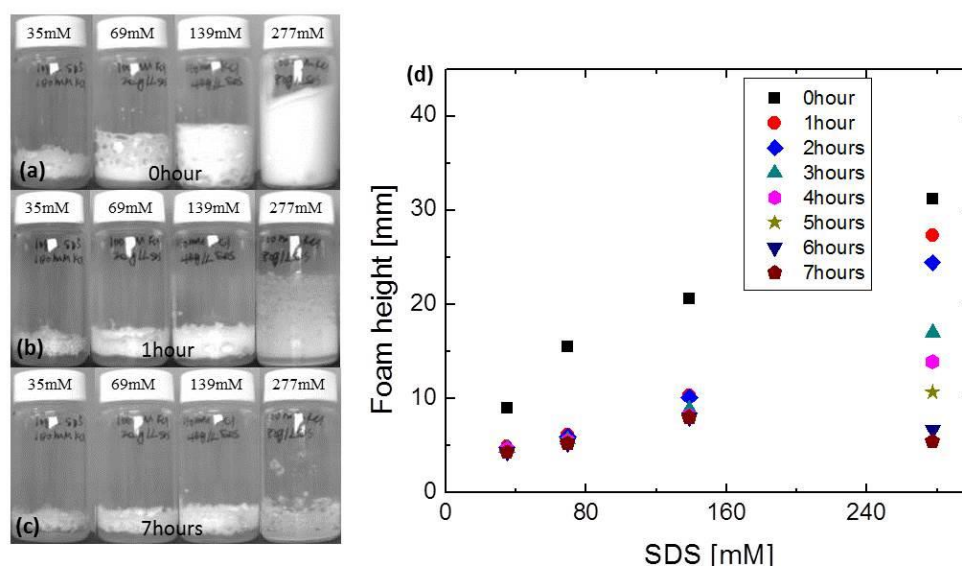 (a)
35mM 69mM 139mM 277mM
0hour
(b)
35mM 69mM 139mM 277mM
1hour
(c)
35mM 69mM 139mM 277mM
7hours
(d)
Foam height [mm]
40
30
20
10
0
0hour
1hour
2hours
3hours
4hours
5hours
6hours
7hours
0 80 160 240
SDS [mM]